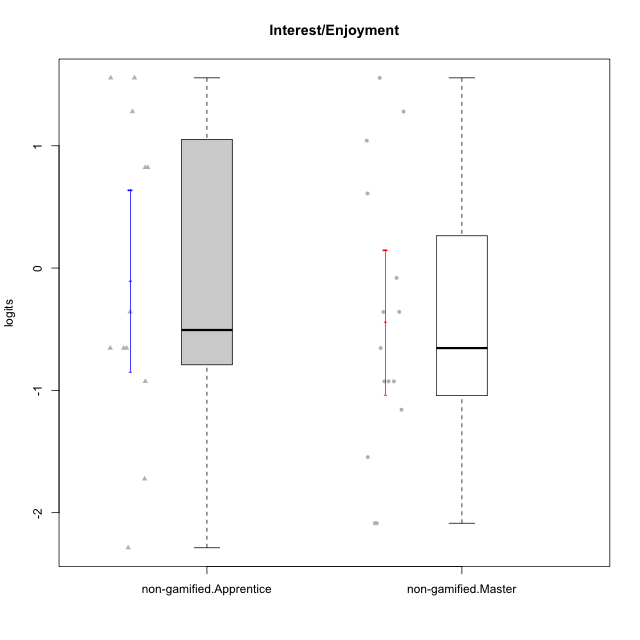 Interest/Enjoyment
logits
1
0
-1
-2
non-gamified.Apprentice
non-gamified.Master